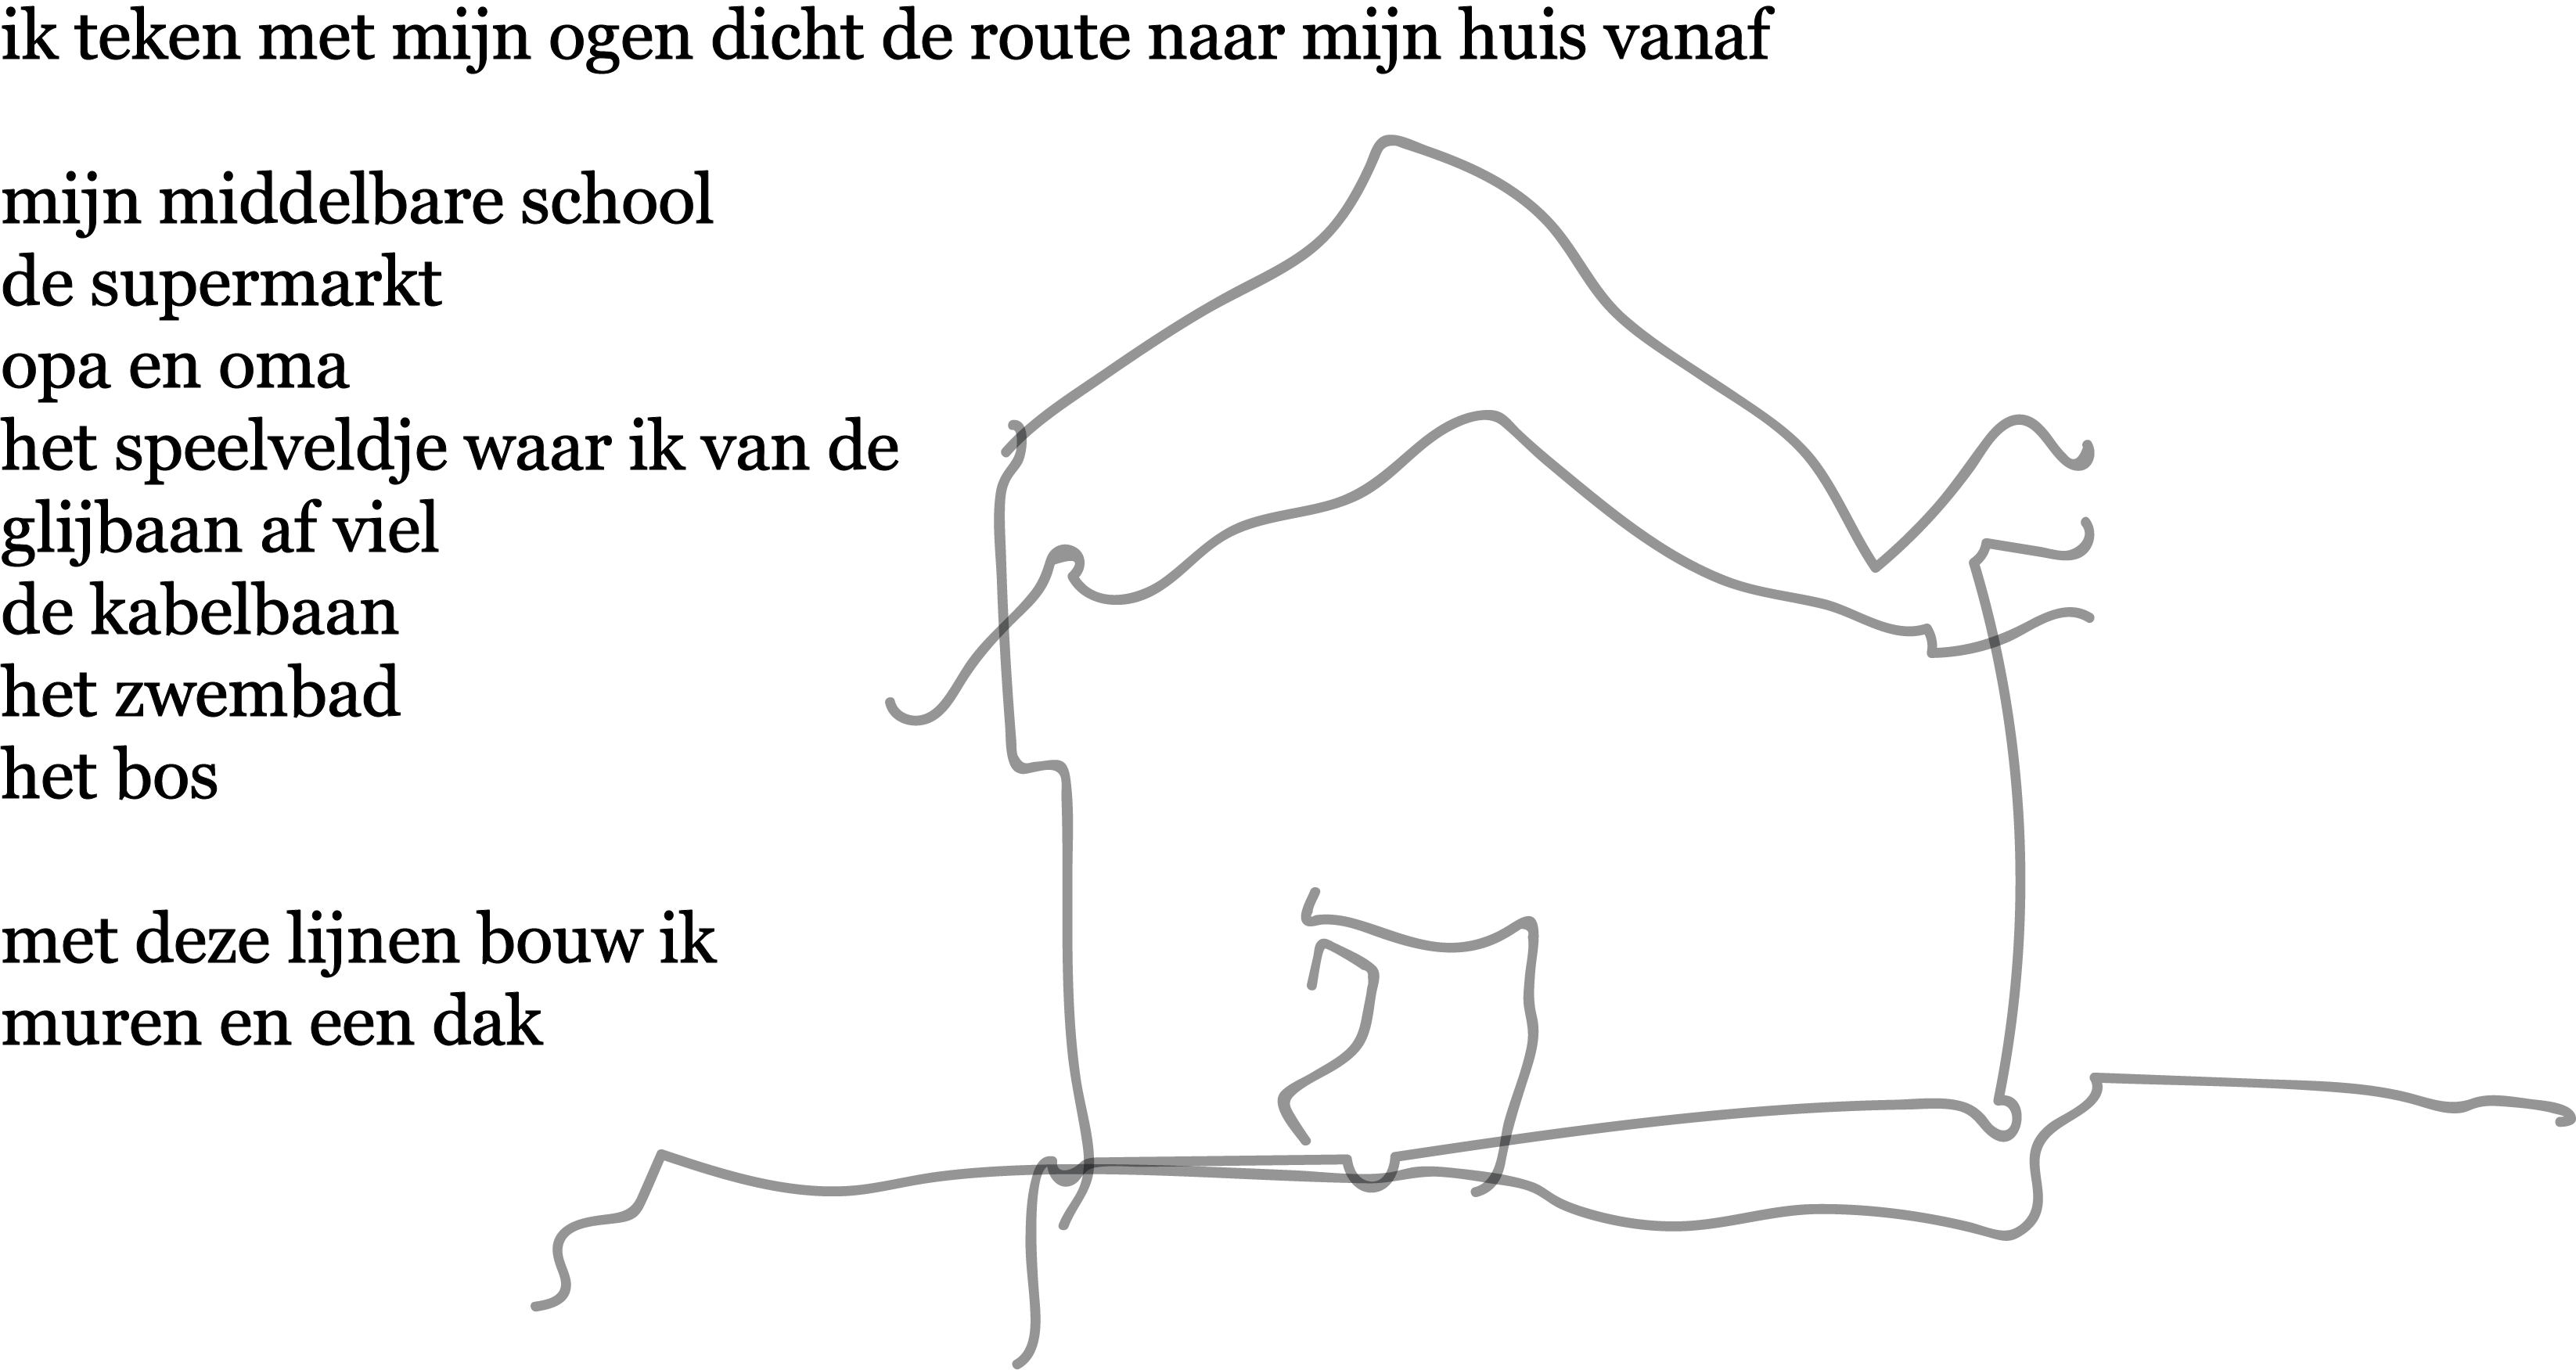 ik teken met mijn ogen dicht de route naar mijn huis vanaf
mijn middelbare school
de supermarkt
opa en oma
het speelveldje waar ik van de
glijbaan af viel
de kabelbaan
het zwembad
het bos
met deze lijnen bouw ik
muren en een dak